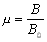 μ = B / B₀